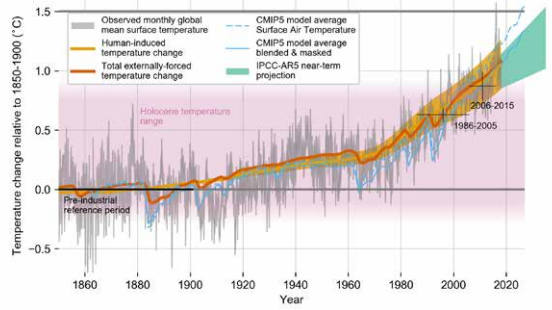 Temperature change relative to 1850-1900 (°C)
1.5
1.0
0.5
0.0
−0.5
Observed monthly global
mean surface temperature
Human-induced
temperature change
Total externally-forced
temperature change
CMIP5 model average
Surface Air Temperature
CMIP5 model average
blended & masked
IPCC-AR5 near-term
projection
Holocene temperature
range
2006-2015
1986-2005
Pre-industrial
reference period
1860 1880 1900 1920 1940 1960 1980 2000 2020
Year